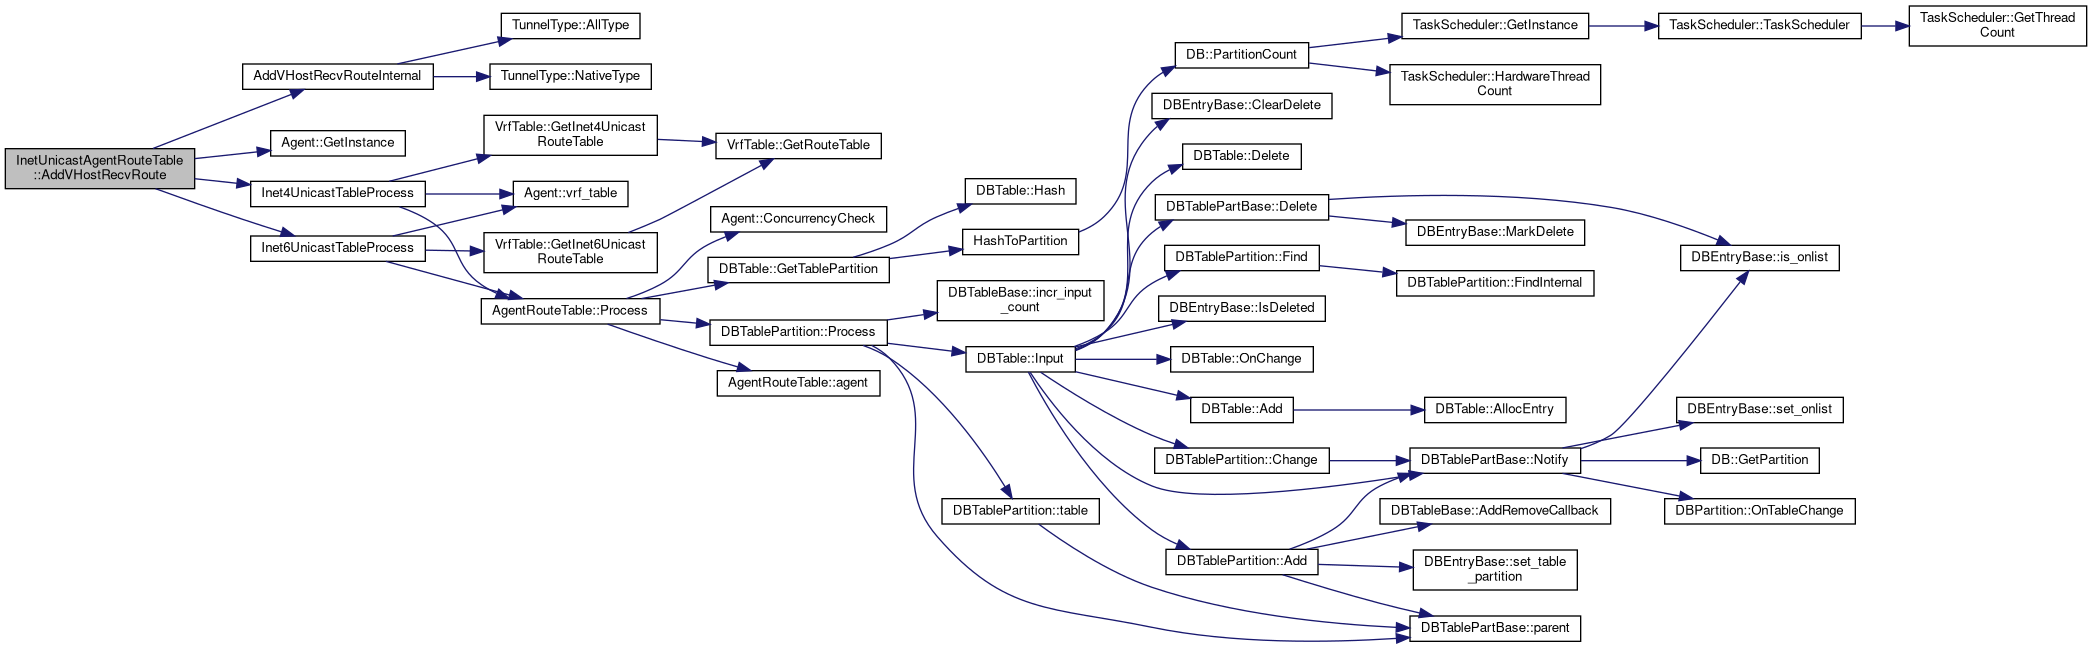 InetUnicastAgentRouteTable
::AddVHostRecvRoute
AddVHostRecvRouteInternal
TunnelType::AllType
TunnelType::NativeType
Agent::GetInstance
Inet4UnicastTableProcess
VrfTable::GetInet4Unicast
RouteTable
VrfTable::GetRouteTable
Agent::vrf_table
Inet6UnicastTableProcess
VrfTable::GetInet6Unicast
RouteTable
AgentRouteTable::Process
Agent::ConcurrencyCheck
DBTable::GetTablePartition
DBTable::Hash
HashToPartition
DB::PartitionCount
TaskScheduler::GetInstance
TaskScheduler::TaskScheduler
TaskScheduler::GetThread
Count
TaskScheduler::HardwareThread
Count
DBTablePartition::Process
AgentRouteTable::agent
DBTableBase::incr_input
_count
DBTable::Input
DBTablePartition::table
DBEntryBase::ClearDelete
DBTable::Delete
DBTablePartBase::Delete
DBEntryBase::MarkDelete
DBEntryBase::is_onlist
DBTablePartition::Find
DBTablePartition::FindInternal
DBEntryBase::IsDeleted
DBTable::OnChange
DBTable::Add
DBTable::AllocEntry
DBTablePartition::Change
DBTablePartBase::Notify
DBEntryBase::set_onlist
DB::GetPartition
DBPartition::OnTableChange
DBTablePartition::Add
DBTableBase::AddRemoveCallback
DBEntryBase::set_table
_partition
DBTablePartBase::parent